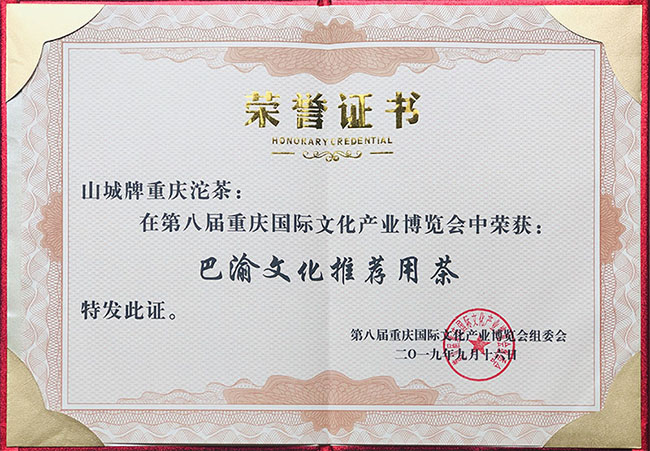 荣誉证书
HONORARY CREDENTIAL
山城牌重庆沱茶：
在第八届重庆国际文化产业博览会中荣获：
巴渝文化推荐用茶
特发此证。
第八届重庆国际文化产业博览会组委会
二〇一九年九月十六日